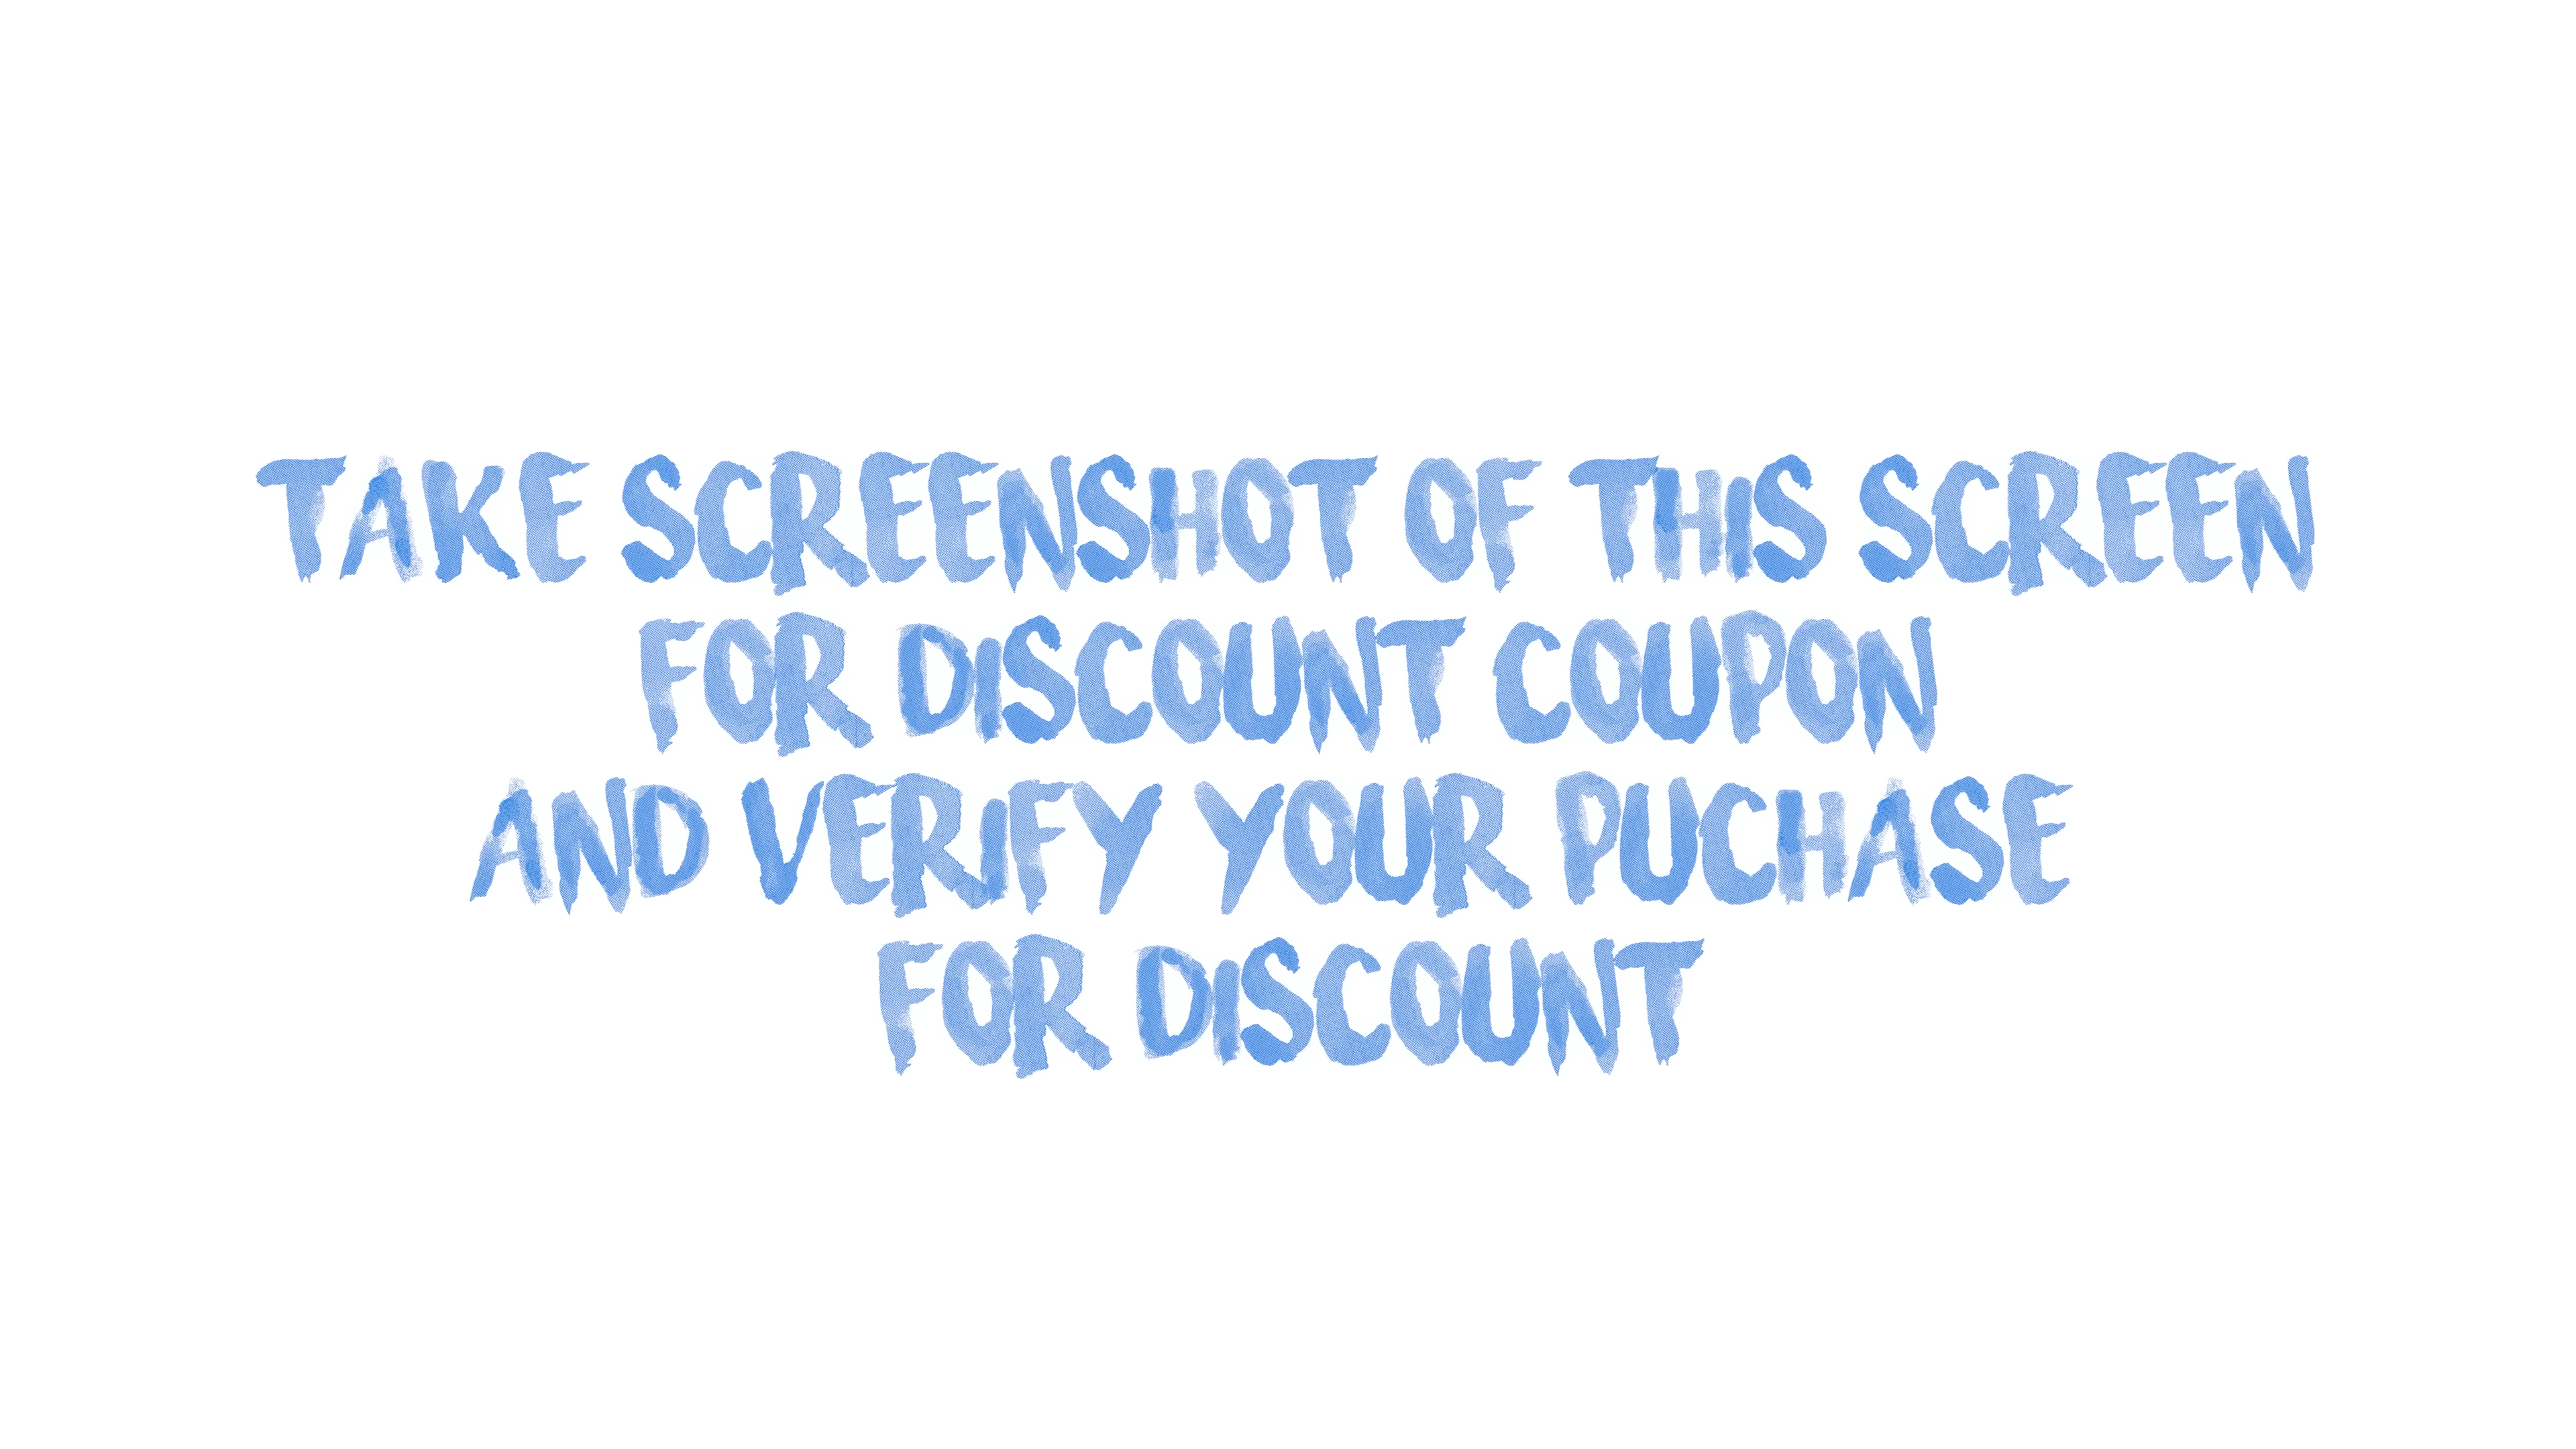 TAKE SCREENSHOT OF THIS SCREEN
FOR DISCOUNT COUPON
AND VERIFY YOUR PUCHASE
FOR DISCOUNT